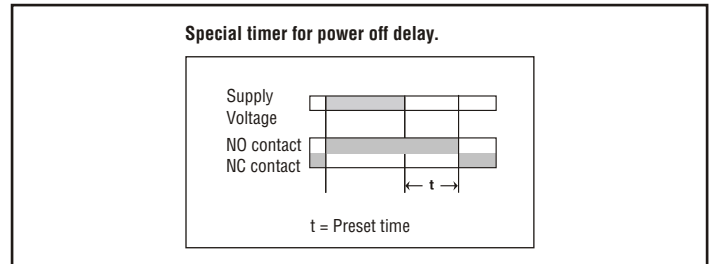 Special timer for power off delay.
Supply
Voltage
NO contact
NC contact
← t →
t = Preset time